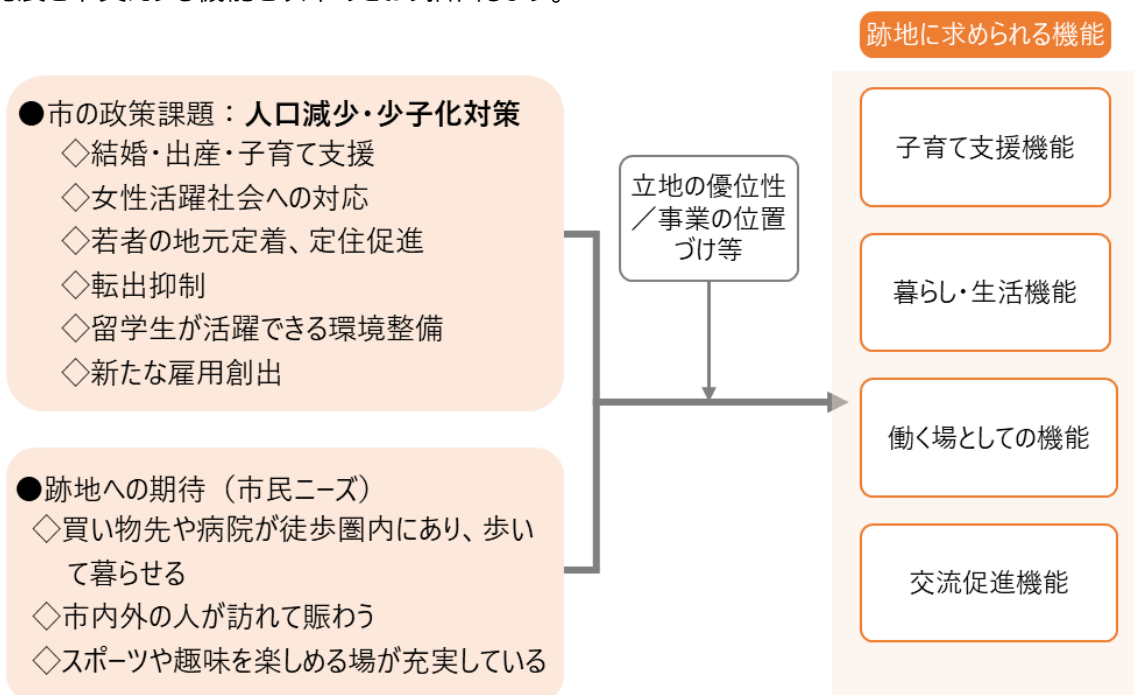 跡地に求められる機能
●市の政策課題：人口減少・少子化対策
◇結婚・出産・子育て支援
◇女性活躍社会への対応
◇若者の地元定着、定住促進
◇転出抑制
◇留学生が活躍できる環境整備
◇新たな雇用創出
●跡地への期待（市民ニーズ）
◇買い物先や病院が徒歩圏内にあり、歩い
て暮らせる
◇市内外の人が訪れて賑わう
◇スポーツや趣味を楽しめる場が充実している
立地の優位性
／事業の位置
づけ等
子育て支援機能
暮らし・生活機能
働く場としての機能
交流促進機能